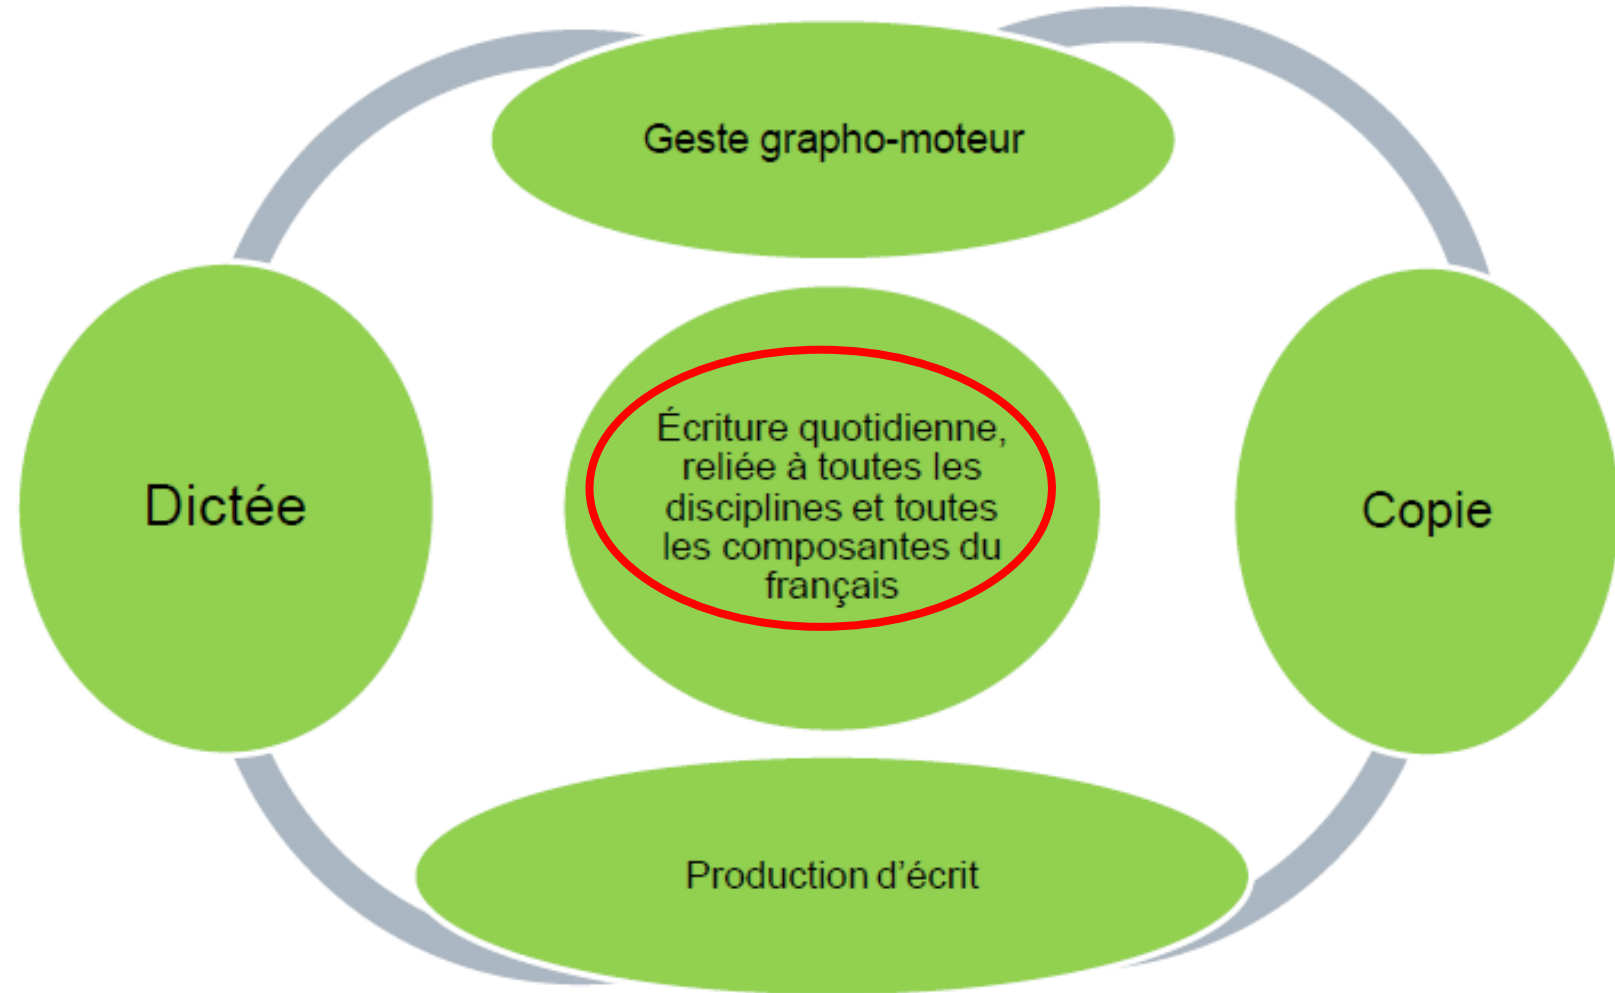 Geste grapho-moteur
Dictée
Écriture quotidienne,
reliée à toutes les
disciplines et toutes
les composantes du
français
Copie
Production d’écrit